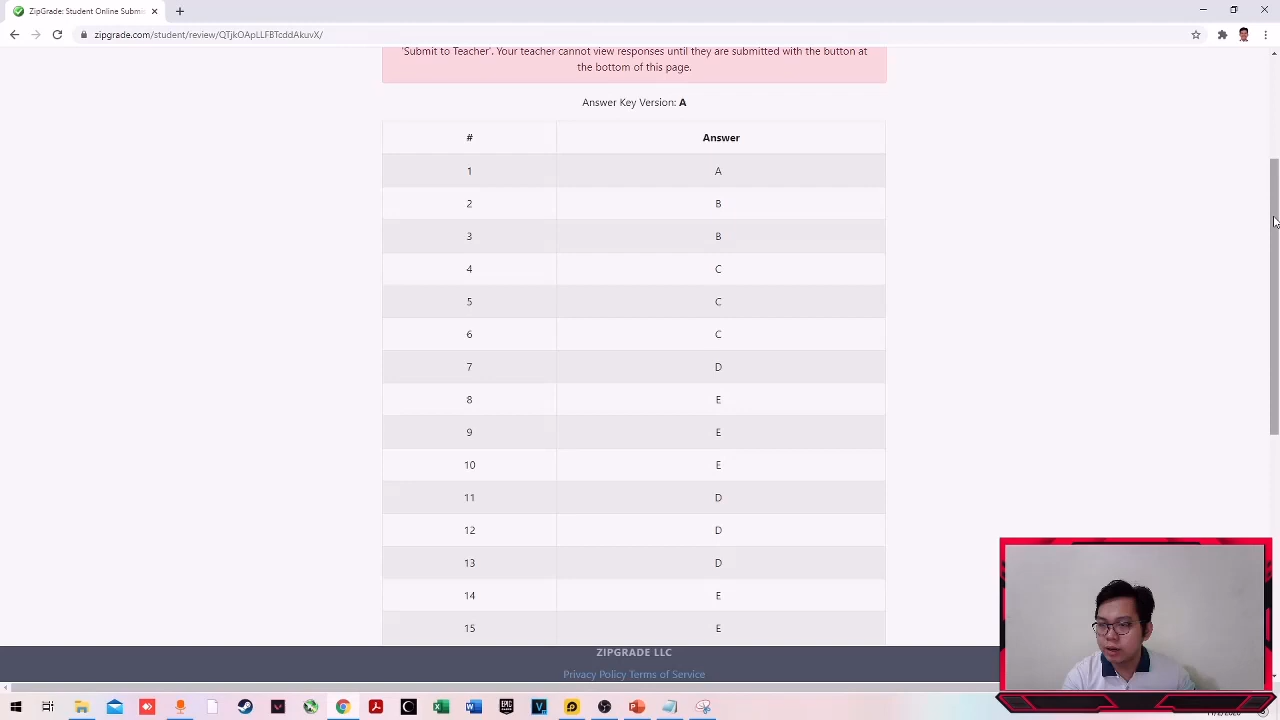 ZipGrade: Student Online Submi
zipgrade.com/student/review/QTjkOApLLFBTcddAkuvX/
'Submit to Teacher'. Your teacher cannot view responses until they are submitted with the button at
the bottom of this page.
Answer Key Version: A
# Answer
1 A
2 B
3 B
4 C
5 C
6 C
7 D
8 E
9 E
10 E
11 D
12 D
13 D
14 E
15 E
ZIPGRADE LLC
Privacy Policy Terms of Service